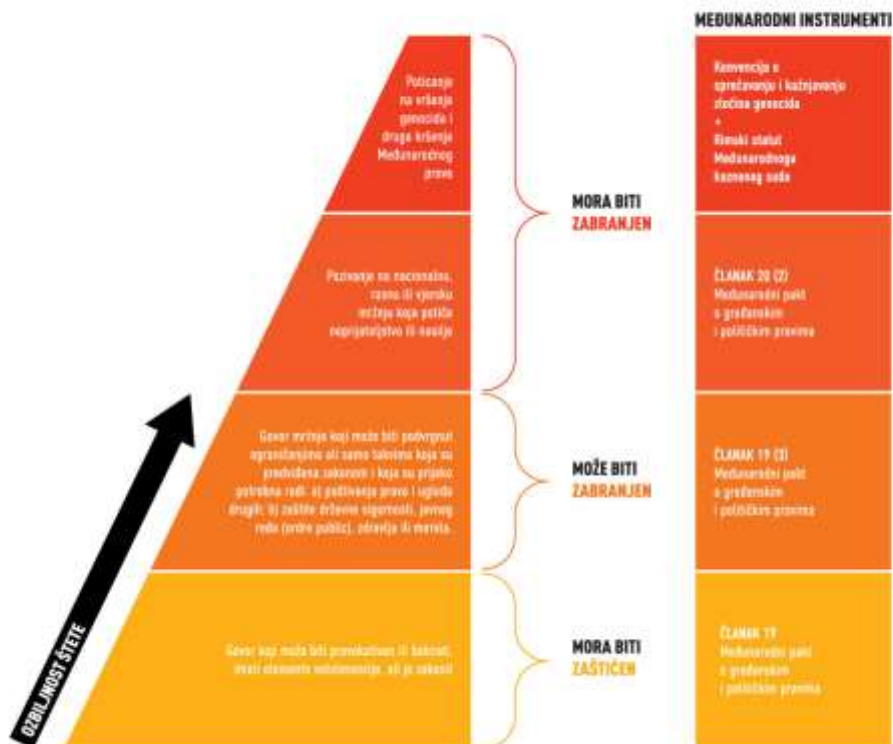 MEĐUNARODNI INSTRUMENTI
Poticanje
na vršenje
genocida i
druga kršenja
Međunarodnog
prava
MORA BITI
ZABRANJEN
Konvencija o
sprečavanju i kažnjavanju
zločina genocida
+
Rimski statut
Međunarodnoga
kaznenog suda
Pozivanje na nacionalnu,
rasnu ili vjersku
mržnju koja potiče
neprijateljstvo ili nasilje
ČLANAK 20 (2)
Međunarodni pakt
o građanskim
i političkim pravima
Govor mržnje koji može biti podvrgnut
ograničenjima ali samo takvima koja su
predviđena zakonom i koja su prijeko
potrebna radi: a) poštivanja prava i ugleda
drugih; b) zaštite državne sigurnosti, javnog
reda (ordre public), zdravlja ili morala.
MOŽE BITI
ZABRANJEN
ČLANAK 19 (3)
Međunarodni pakt
o građanskim
i političkim pravima
Govor koji može biti provokativan ili šokirati,
imati elemente netolerancije, ali je zakonit
MORA BITI
ZAŠTIĆEN
ČLANAK 19
Međunarodni pakt
o građanskim
i političkim pravima
OZBILJNOST ŠTETE